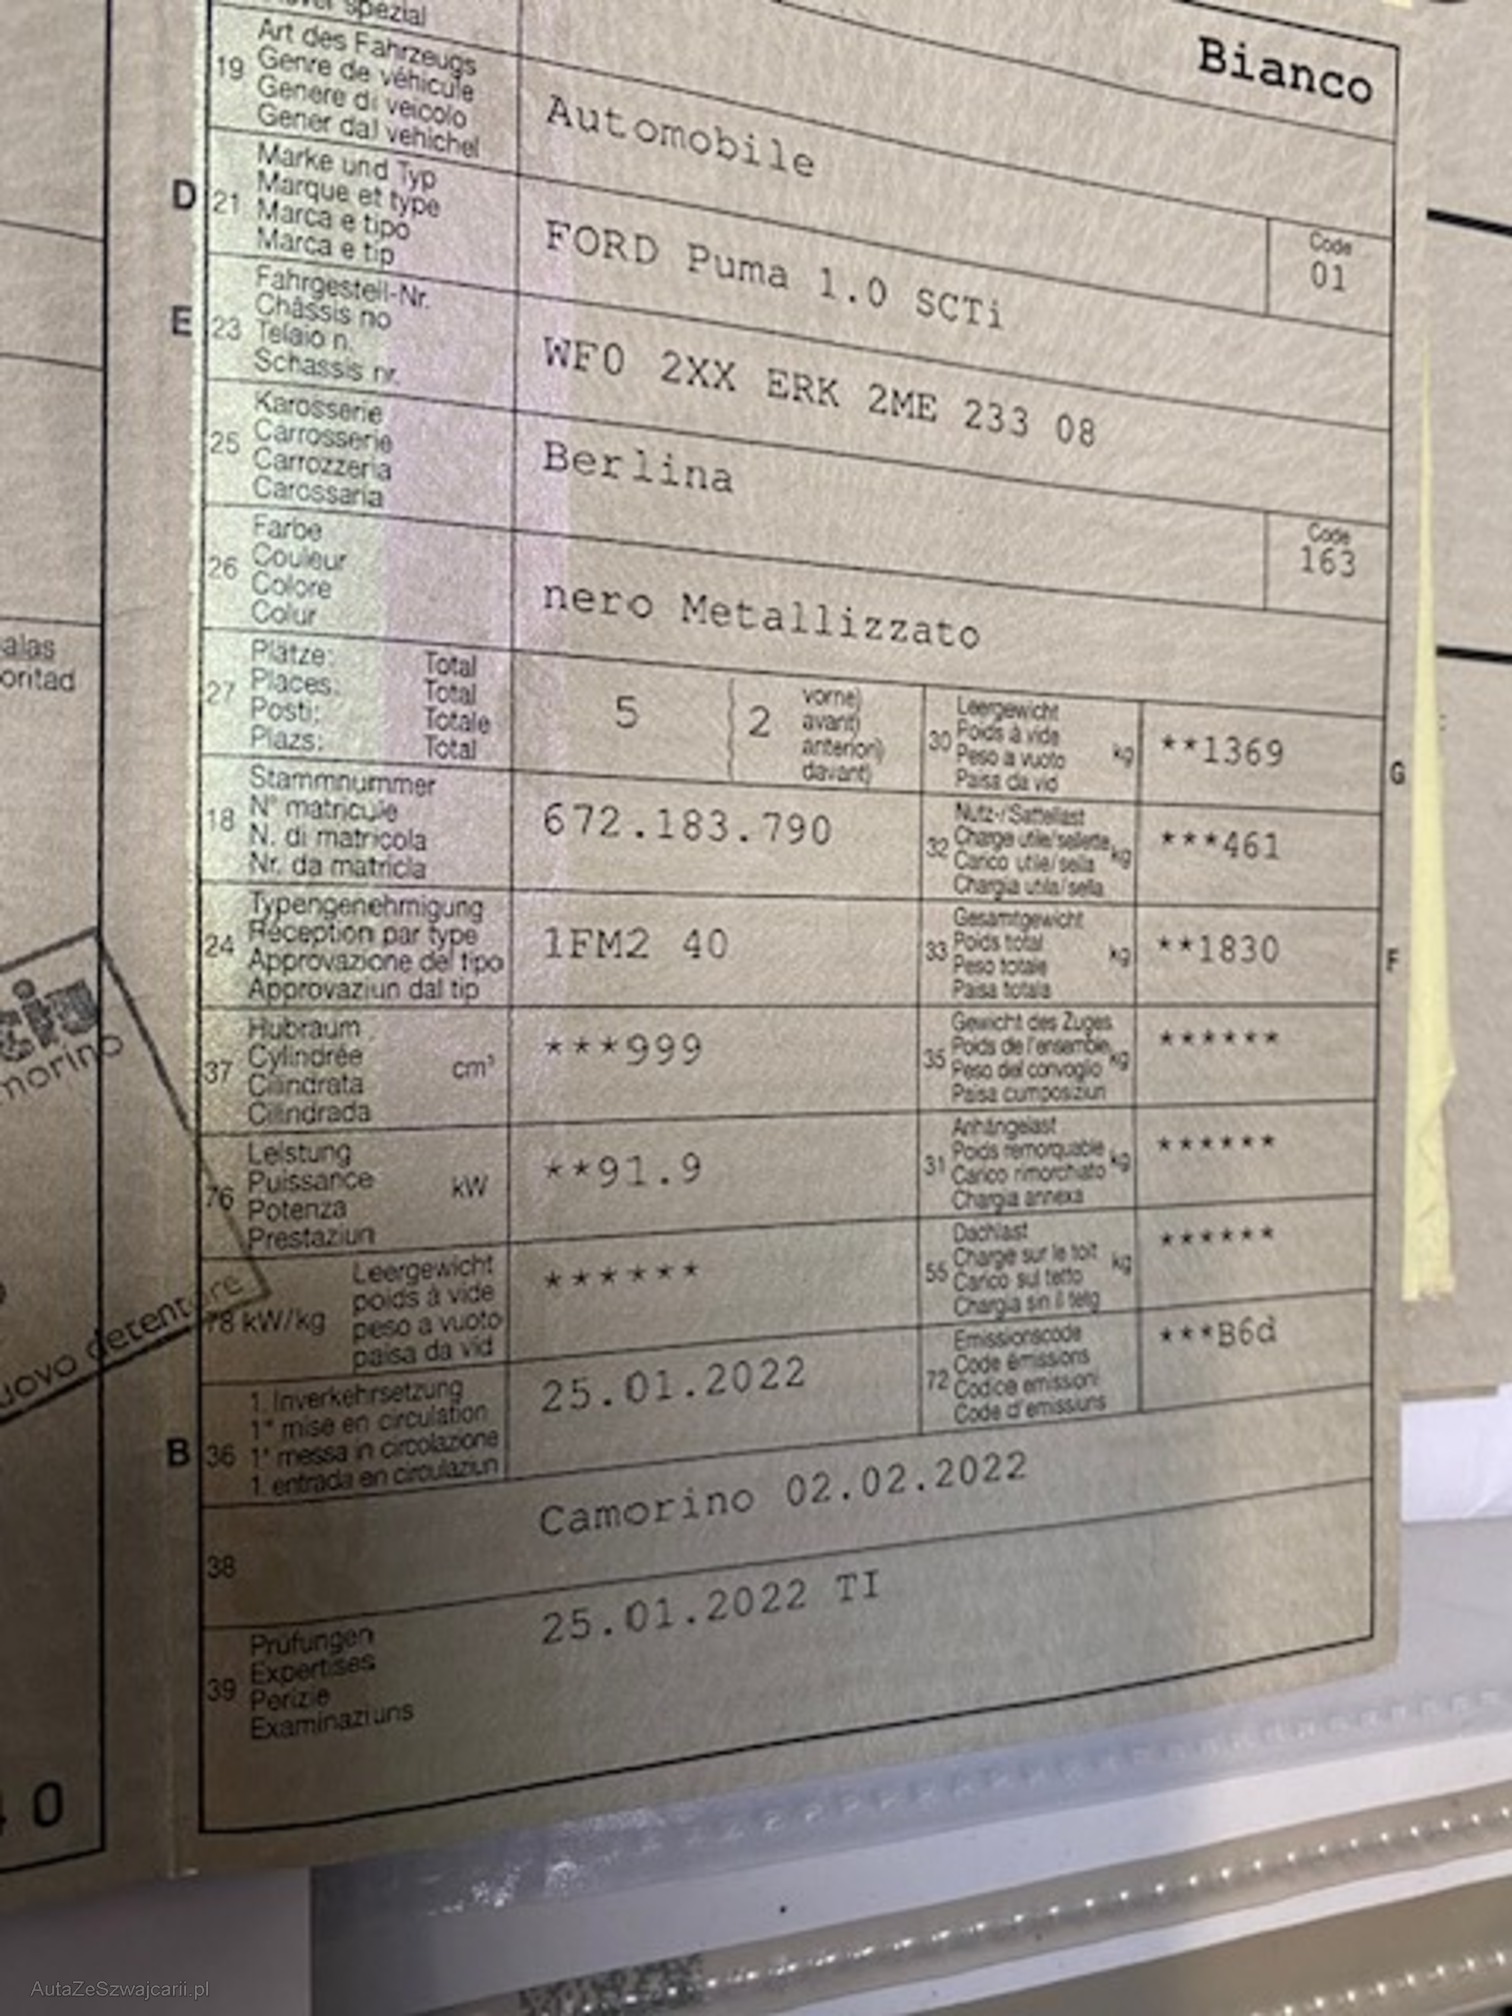 spezial
Bianco
19 Art des Fahrzeugs
Genre de véhicule
Genere di veicolo
Gener dal vehichel
Automobile
Code
01
D 21 Marke und Typ
Marque et type
Marca e tipo
Marca e tip
FORD Puma 1.0 SCTi
E 23 Fahrgestell-Nr.
Châssis no
Telaio n.
Schassis nr.
WF0 2XX ERK 2ME 233 08
25 Karosserie
Carrosserie
Carrozzeria
Carossaria
Berlina
Code
163
26 Farbe
Couleur
Colore
Colur
nero Metallizzato
27 Plätze: Total
Places: Total
Posti: Totale
Plazs: Total
5 2 vorne)
avant)
anteriori)
davant)
30 Leergewicht
Poids à vide
Peso a vuoto kg
Paisa da vid
**1369 G
18 Stammnummer
N° matricule
N. di matricola
Nr. da matricla
672.183.790
32 Nutz-/Sattellast
Charge utile/sellette kg
Carico utile/sella
Chargia utila/sella
***461
24 Typengenehmigung
Réception par type
Approvazione del tipo
Approvaziun dal tip
1FM2 40
33 Gesamtgewicht
Poids total kg
Peso totale
Paisa totala
**1830 F
37 Hubraum
Cylindrée cm³
Cilindrata
Cilindrada
***999
35 Gewicht des Zuges
Poids de l'ensemble kg
Peso del convoglio
Paisa cumposiziun
******
76 Leistung
Puissance kW
Potenza
Prestaziun
**91.9
31 Anhängelast
Poids remorquable kg
Carico rimorchiato
Chargia annexa
******
78 kW/kg Leergewicht
poids à vide
peso a vuoto
paisa da vid
******
55 Dachlast
Charge sur le toit kg
Carico sul tetto
Chargia sin il tetg
******
B 36 1. Inverkehrsetzung
1re mise en circulation
1a messa in circolazione
1. entrada en circulaziun
25.01.2022
72 Emissionscode
Code émissions
Codice emissioni
Code d'emissiuns
***B6d
38 Camorino 02.02.2022
39 Prüfungen
Expertises
Perizie
Examinaziuns
25.01.2022 TI
alas
oritad
morino
uovo detentore
0
AutaZeSzwajcarii.pl